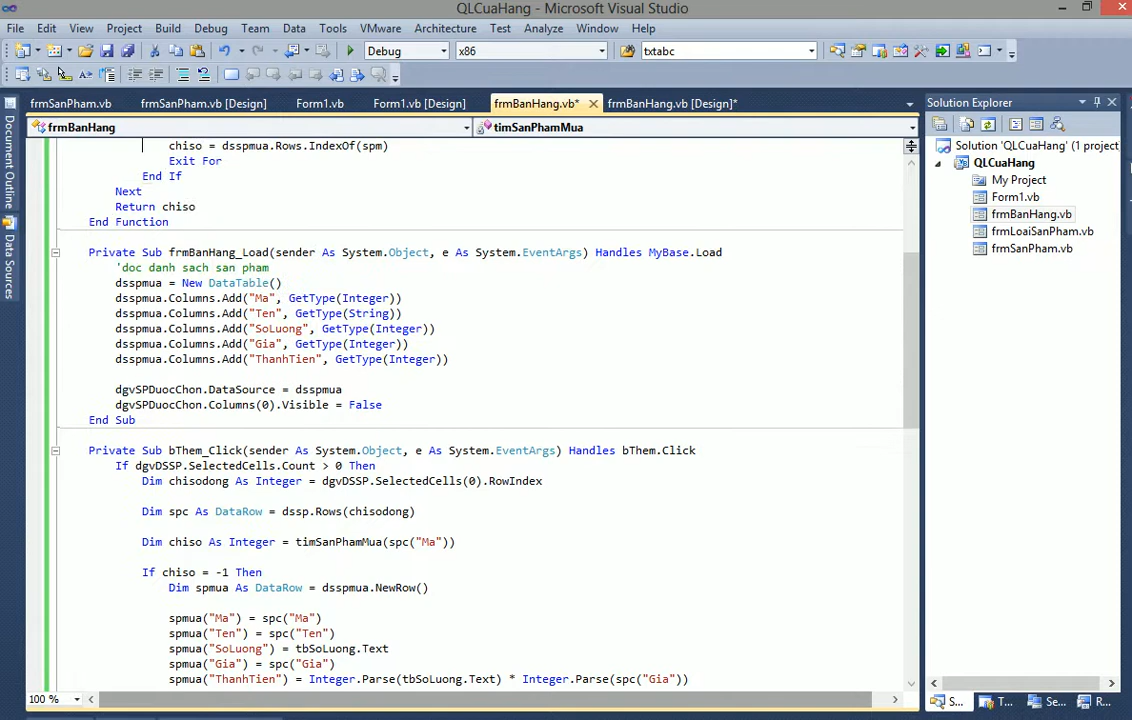 QLCuaHang - Microsoft Visual Studio
File Edit View Project Build Debug Team Data Tools VMware Architecture Test Analyze Window Help
Debug x86 txtabc
frmSanPham.vb frmSanPham.vb [Design] Form1.vb Form1.vb [Design] frmBanHang.vb* frmBanHang.vb [Design]*
frmBanHang timSanPhamMua
chiso = dsspmua.Rows.IndexOf(spm)
Exit For
End If
Next
Return chiso
End Function
Private Sub frmBanHang_Load(sender As System.Object, e As System.EventArgs) Handles MyBase.Load
'doc danh sach san pham
dsspmua = New DataTable()
dsspmua.Columns.Add("Ma", GetType(Integer))
dsspmua.Columns.Add("Ten", GetType(String))
dsspmua.Columns.Add("SoLuong", GetType(Integer))
dsspmua.Columns.Add("Gia", GetType(Integer))
dsspmua.Columns.Add("ThanhTien", GetType(Integer))
dgvSPDuocChon.DataSource = dsspmua
dgvSPDuocChon.Columns(0).Visible = False
End Sub
Private Sub bThem_Click(sender As System.Object, e As System.EventArgs) Handles bThem.Click
If dgvDSSP.SelectedCells.Count > 0 Then
Dim chisodong As Integer = dgvDSSP.SelectedCells(0).RowIndex
Dim spc As DataRow = dssp.Rows(chisodong)
Dim chiso As Integer = timSanPhamMua(spc("Ma"))
If chiso = -1 Then
Dim spmua As DataRow = dsspmua.NewRow()
spmua("Ma") = spc("Ma")
spmua("Ten") = spc("Ten")
spmua("SoLuong") = tbSoLuong.Text
spmua("Gia") = spc("Gia")
spmua("ThanhTien") = Integer.Parse(tbSoLuong.Text) * Integer.Parse(spc("Gia"))
100 %
Document Outline
Data Sources
Solution Explorer
Solution 'QLCuaHang' (1 project
QLCuaHang
My Project
Form1.vb
frmBanHang.vb
frmLoaiSanPham.vb
frmSanPham.vb
S... T... Se... R...